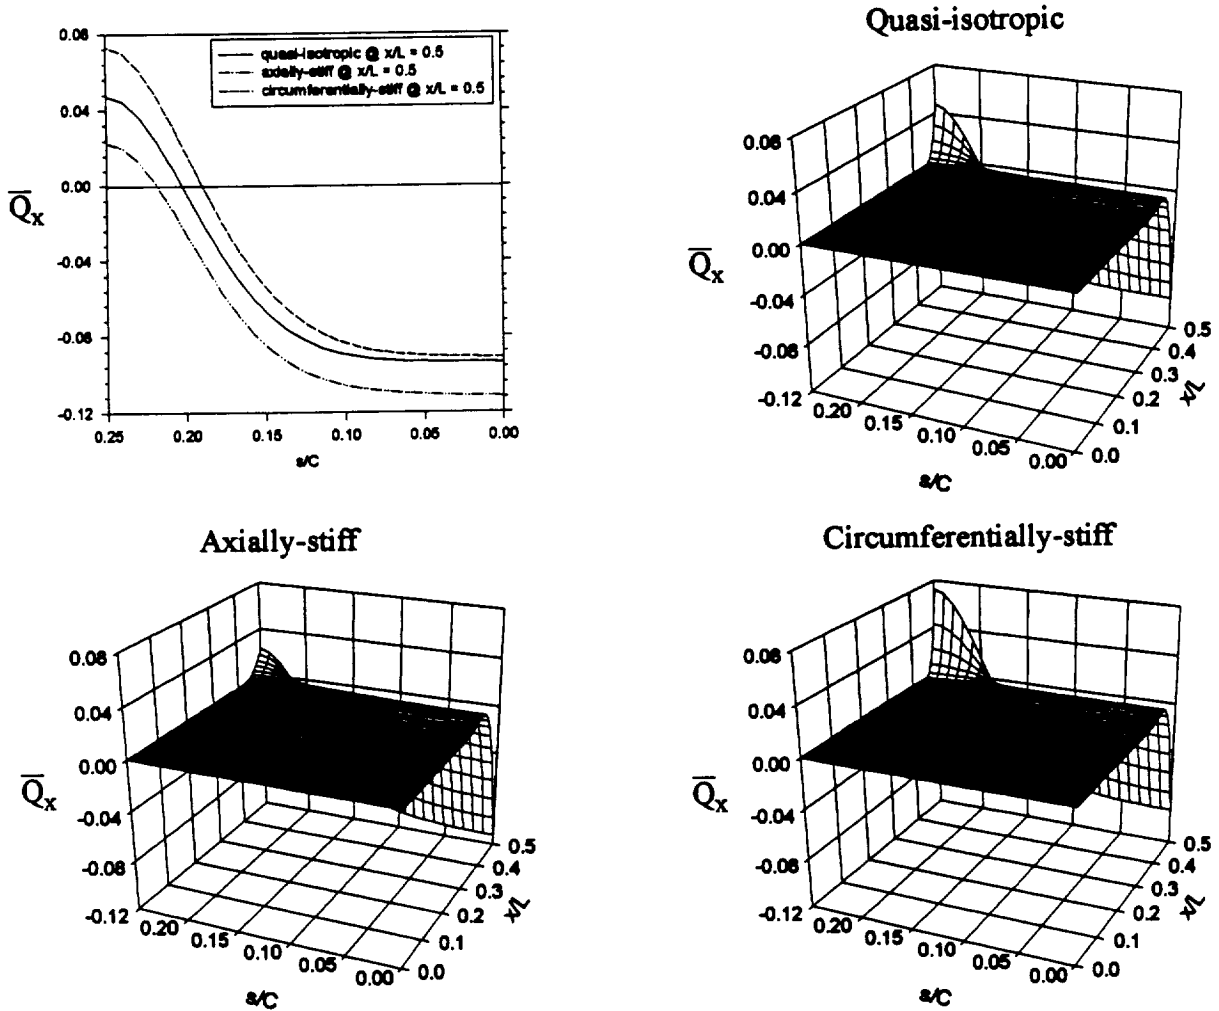 Quasi-isotropic
0.08
quasi-isotropic @ x/L = 0.5
axially-stiff @ x/L = 0.5
circumferentially-stiff @ x/L = 0.5
0.04
0.00
-0.04
-0.08
-0.12
Q̅x
0.25 0.20 0.15 0.10 0.05 0.00
s/C
0.08
0.04
0.00
-0.04
-0.08
-0.12
Q̅x
0.20 0.15 0.10 0.05 0.00
s/C
0.0 0.1 0.2 0.3 0.4 0.5
x/L
Axially-stiff
0.08
0.04
0.00
-0.04
-0.08
-0.12
Q̅x
0.20 0.15 0.10 0.05 0.00
s/C
0.0 0.1 0.2 0.3 0.4 0.5
x/L
Circumferentially-stiff
0.08
0.04
0.00
-0.04
-0.08
-0.12
Q̅x
0.20 0.15 0.10 0.05 0.00
s/C
0.0 0.1 0.2 0.3 0.4 0.5
x/L